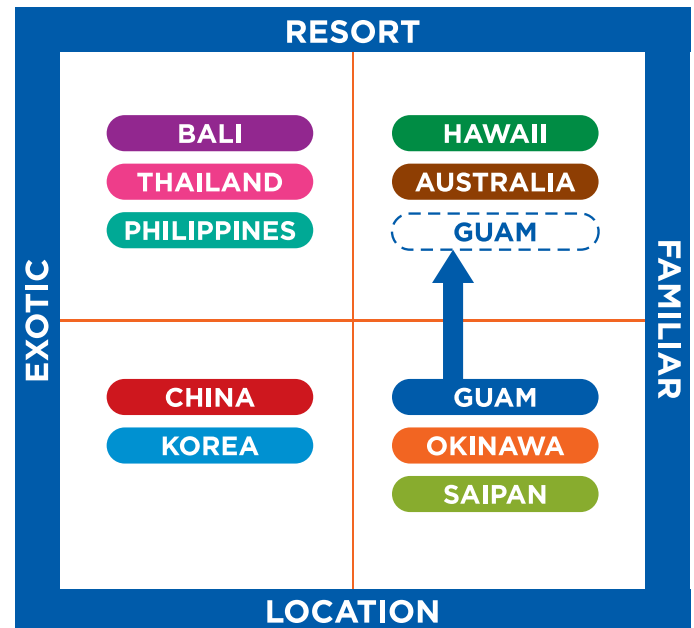 RESORT
BALI
THAILAND
PHILIPPINES
HAWAII
AUSTRALIA
GUAM
EXOTIC
FAMILIAR
CHINA
KOREA
GUAM
OKINAWA
SAIPAN
LOCATION